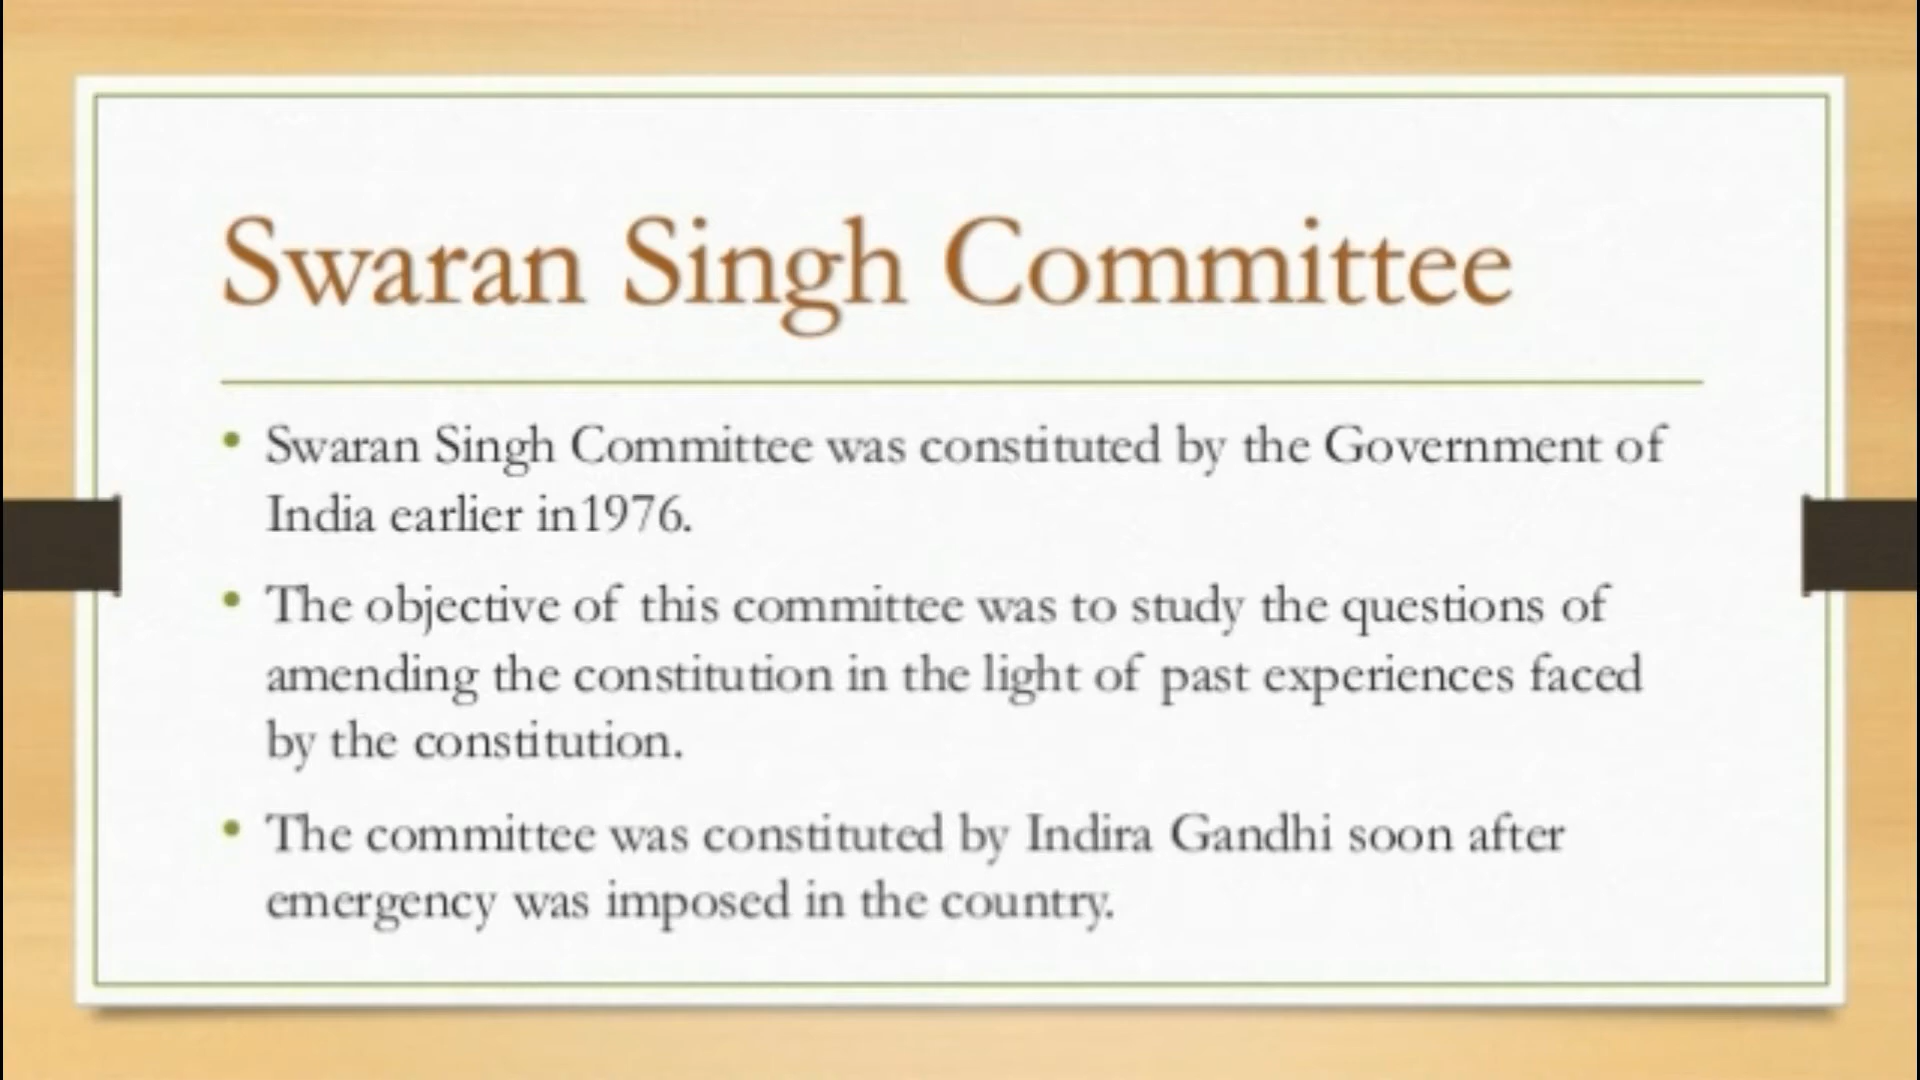 Swaran Singh Committee
• Swaran Singh Committee was constituted by the Government of
India earlier in1976.
• The objective of this committee was to study the questions of
amending the constitution in the light of past experiences faced
by the constitution.
• The committee was constituted by Indira Gandhi soon after
emergency was imposed in the country.